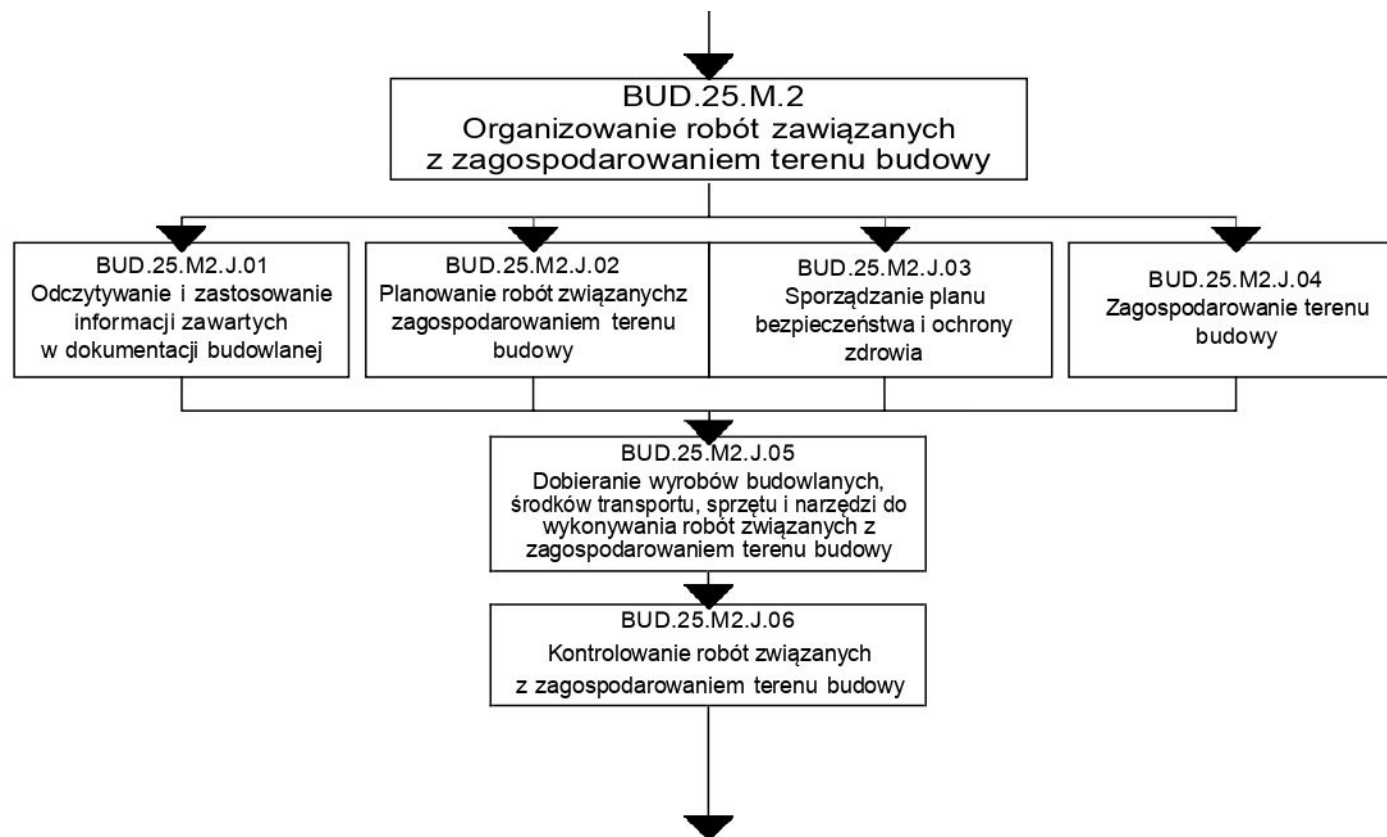 BUD.25.M.2
Organizowanie robót zawiązanych
z zagospodarowaniem terenu budowy
BUD.25.M2.J.01
Odczytywanie i zastosowanie
informacji zawartych
w dokumentacji budowlanej
BUD.25.M2.J.02
Planowanie robót związanychz
zagospodarowaniem terenu
budowy
BUD.25.M2.J.03
Sporządzanie planu
bezpieczeństwa i ochrony
zdrowia
BUD.25.M2.J.04
Zagospodarowanie terenu
budowy
BUD.25.M2.J.05
Dobieranie wyrobów budowlanych,
środków transportu, sprzętu i narzędzi do
wykonywania robót związanych z
zagospodarowaniem terenu budowy
BUD.25.M2.J.06
Kontrolowanie robót związanych
z zagospodarowaniem terenu budowy